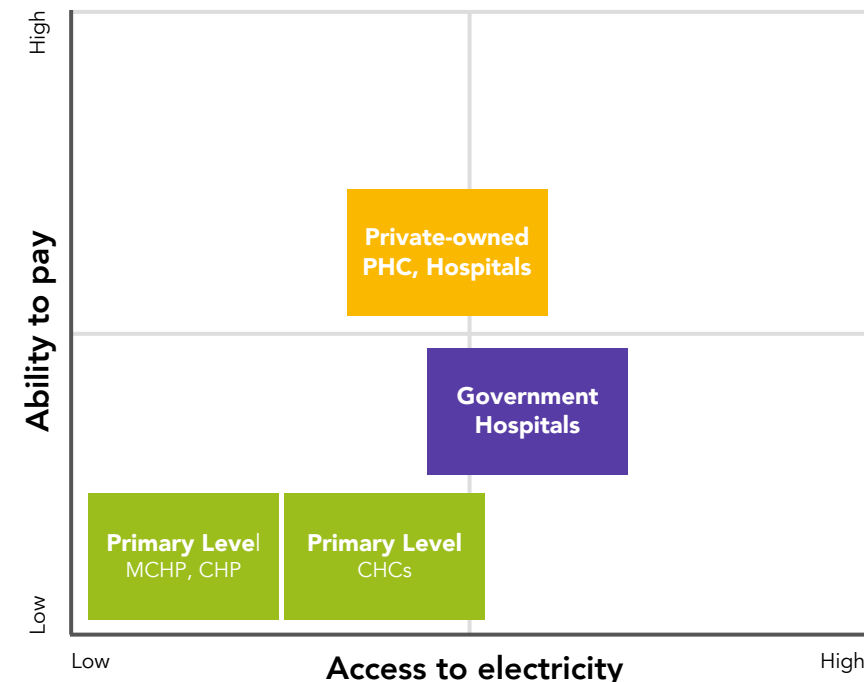 High
Ability to pay
Low
Private-owned
PHC, Hospitals
Government
Hospitals
Primary Level
MCHP, CHP
Primary Level
CHCs
Low
Access to electricity
High